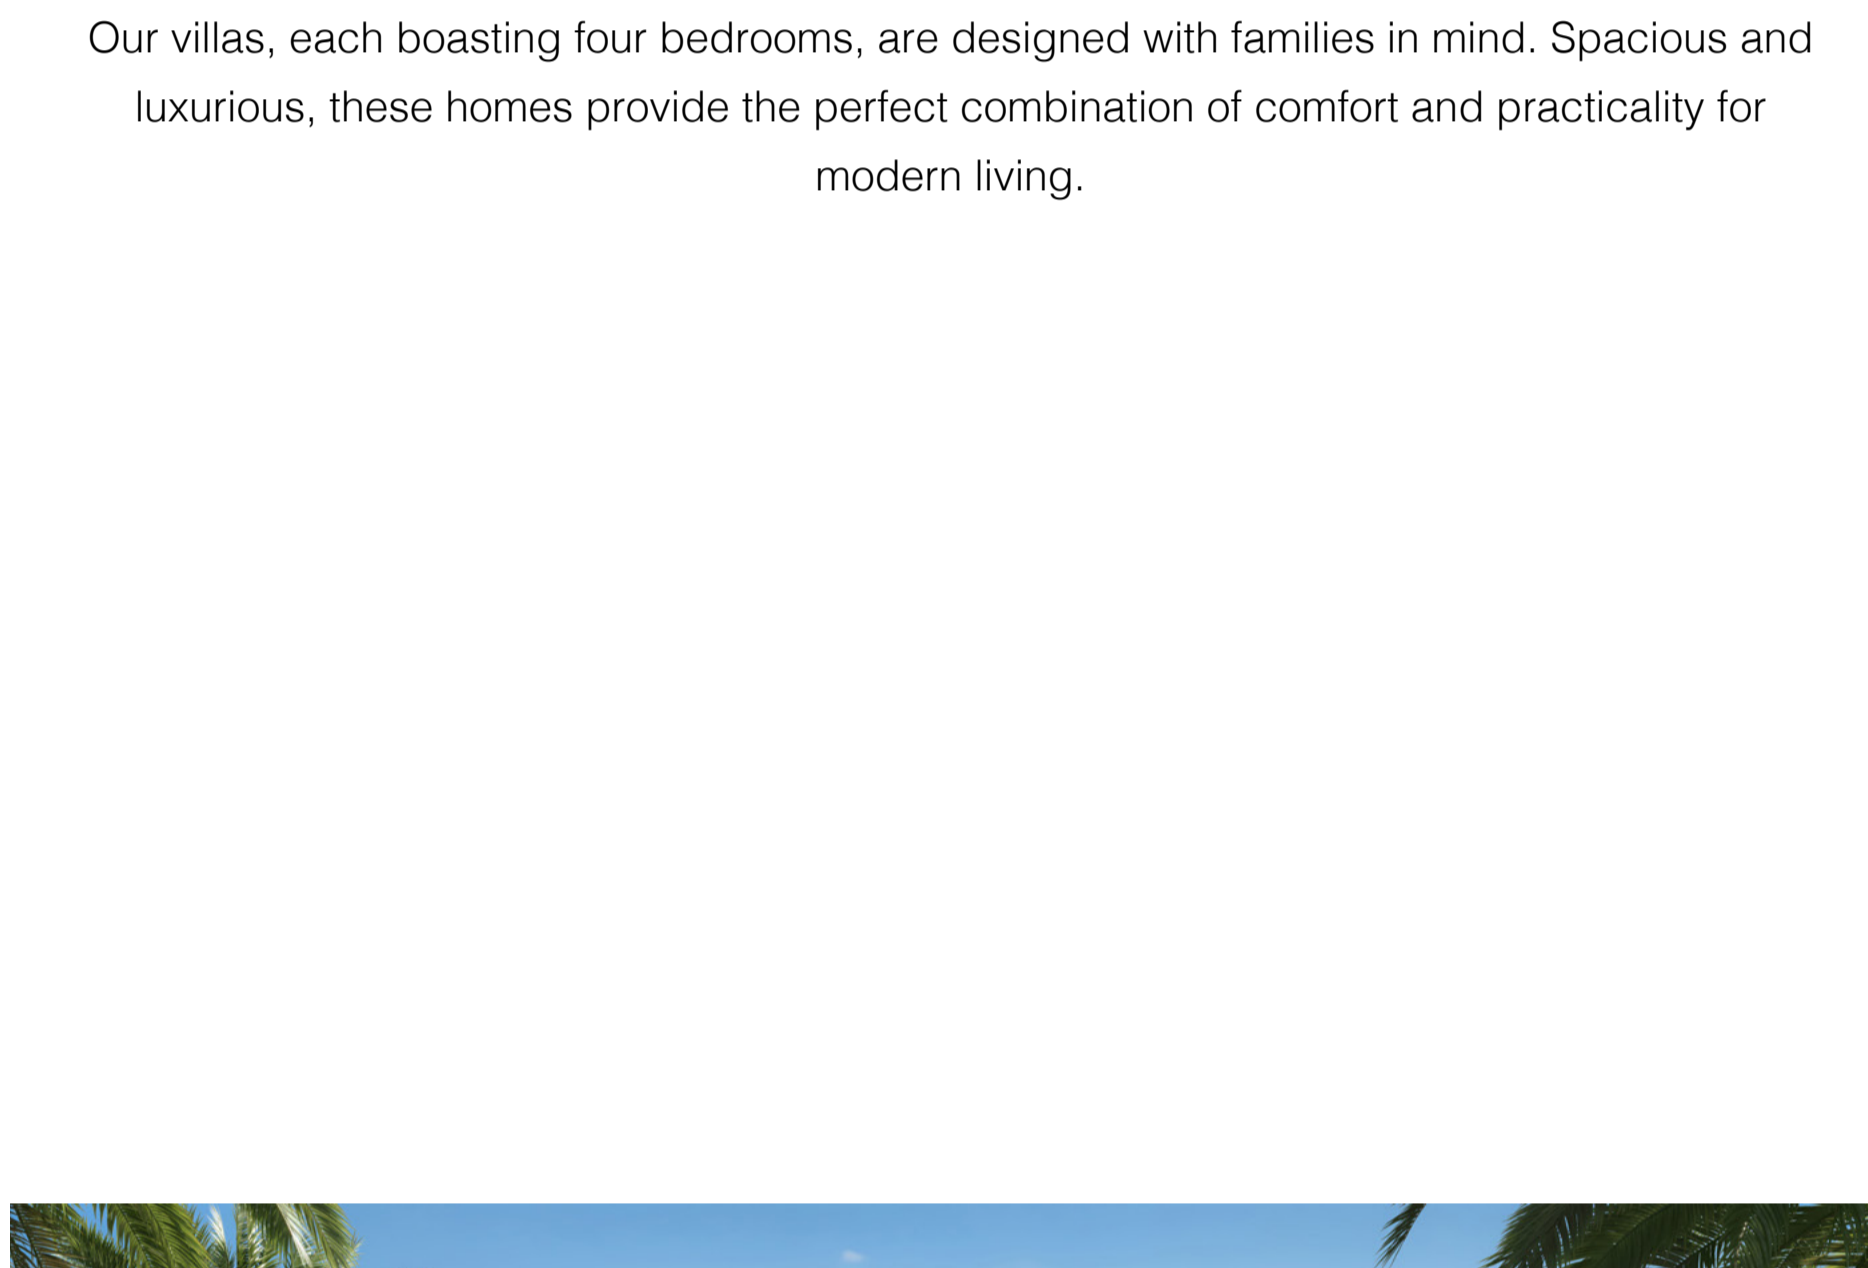 Our villas, each boasting four bedrooms, are designed with families in mind. Spacious and
luxurious, these homes provide the perfect combination of comfort and practicality for
modern living.